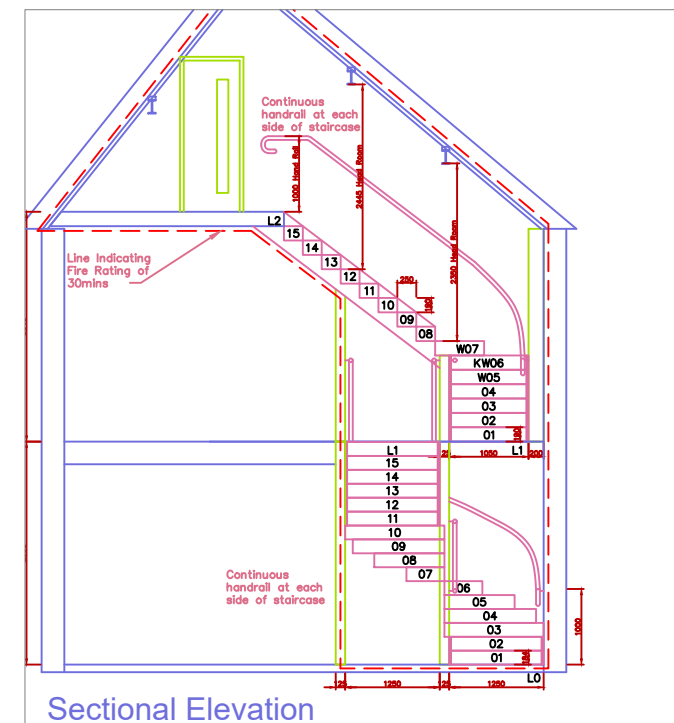 Continuous
handrail at each
side of staircase
1000 Hand Rail
2445 Head Room
2350 Head Room
L2
15
14
13
12
11
10
09
08
250
180
Line Indicating
Fire Rating of
30mins
W07
KW06
W05
04
03
02
01
180
L1
25
1050
L1
200
15
14
13
12
11
10
09
08
07
06
05
04
03
02
01
184
1000
Continuous
handrail at each
side of staircase
L0
125
1250
125
1250
Sectional Elevation